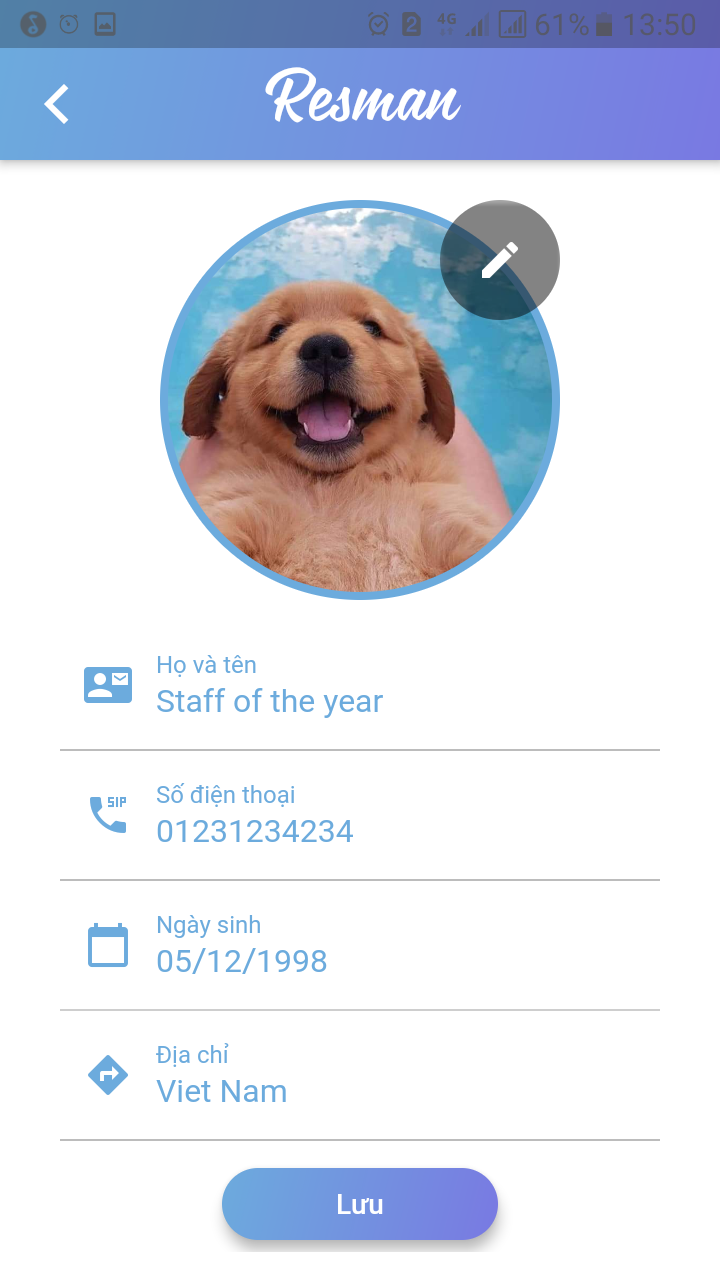 2 4G 61% 13:50
Resman
Họ và tên
Staff of the year
SIP
Số điện thoại
01231234234
Ngày sinh
05/12/1998
Địa chỉ
Viet Nam
Lưu